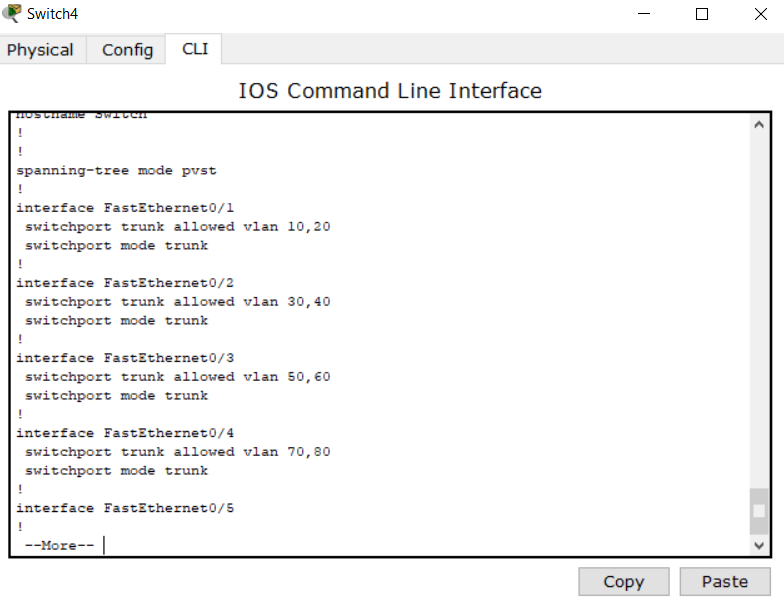 Switch4
Physical Config CLI
IOS Command Line Interface
hostname Switch
!
!
spanning-tree mode pvst
!
interface FastEthernet0/1
switchport trunk allowed vlan 10,20
switchport mode trunk
!
interface FastEthernet0/2
switchport trunk allowed vlan 30,40
switchport mode trunk
!
interface FastEthernet0/3
switchport trunk allowed vlan 50,60
switchport mode trunk
!
interface FastEthernet0/4
switchport trunk allowed vlan 70,80
switchport mode trunk
!
interface FastEthernet0/5
!
--More--
Copy Paste